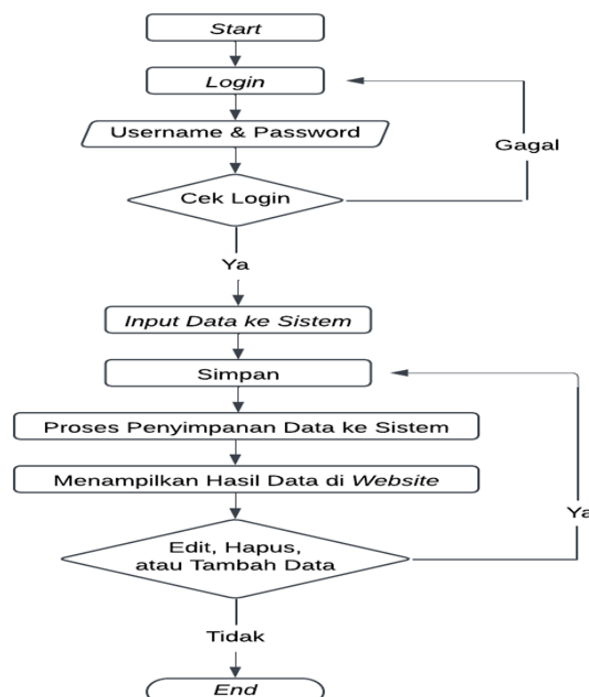 Start
Login
Username & Password
Gagal
Cek Login
Ya
Input Data ke Sistem
Simpan
Proses Penyimpanan Data ke Sistem
Menampilkan Hasil Data di Website
Ya
Edit, Hapus,
atau Tambah Data
Tidak
End